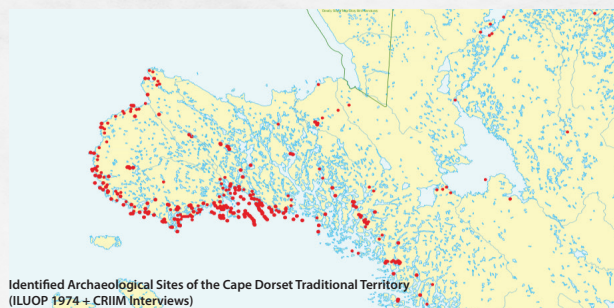 Identified Archaeological Sites of the Cape Dorset Traditional Territory
(ILUOP 1974 + CRIIM Interviews)